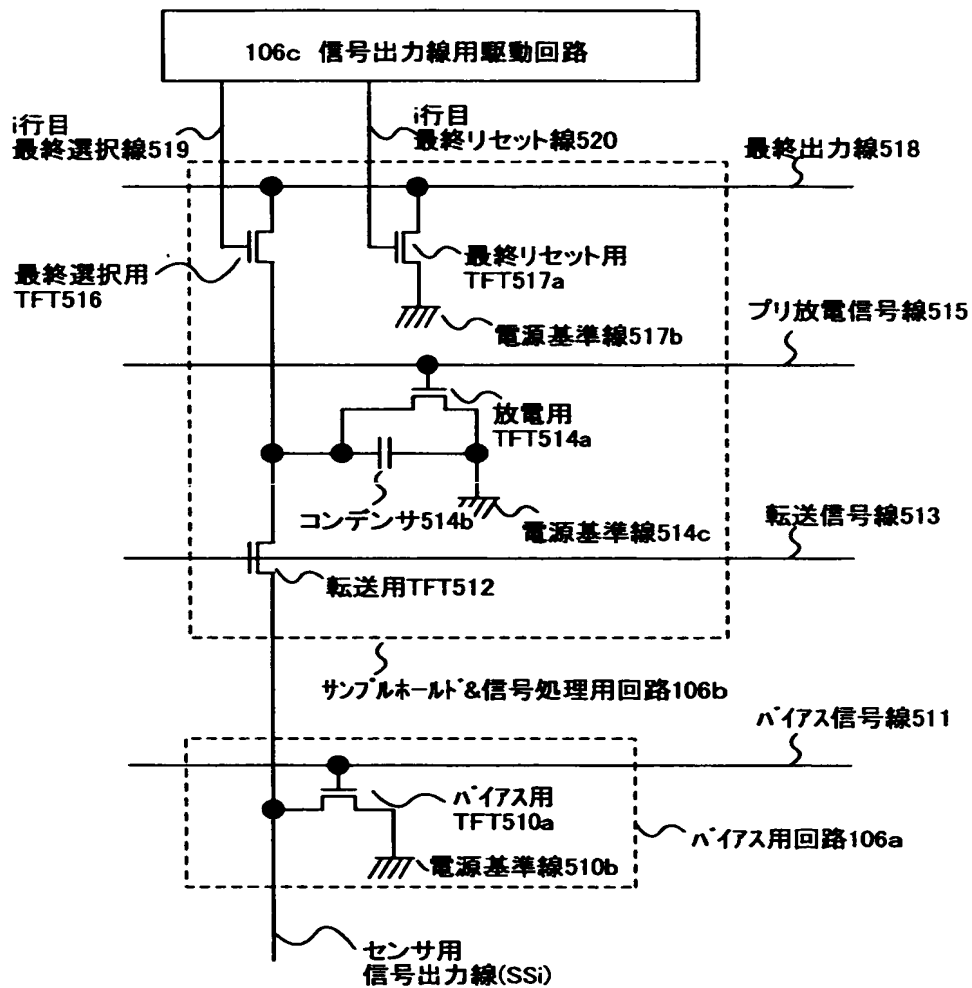 106c 信号出力線用駆動回路
i行目
最終選択線519
i行目
最終リセット線520
最終出力線518
最終選択用
TFT516
最終リセット用
TFT517a
電源基準線517b
プリ放電信号線515
放電用
TFT514a
コンデンサ514b
電源基準線514c
転送信号線513
転送用TFT512
サンプルホールド&信号処理用回路106b
バイアス信号線511
バイアス用
TFT510a
バイアス用回路106a
電源基準線510b
センサ用
信号出力線(SSi)